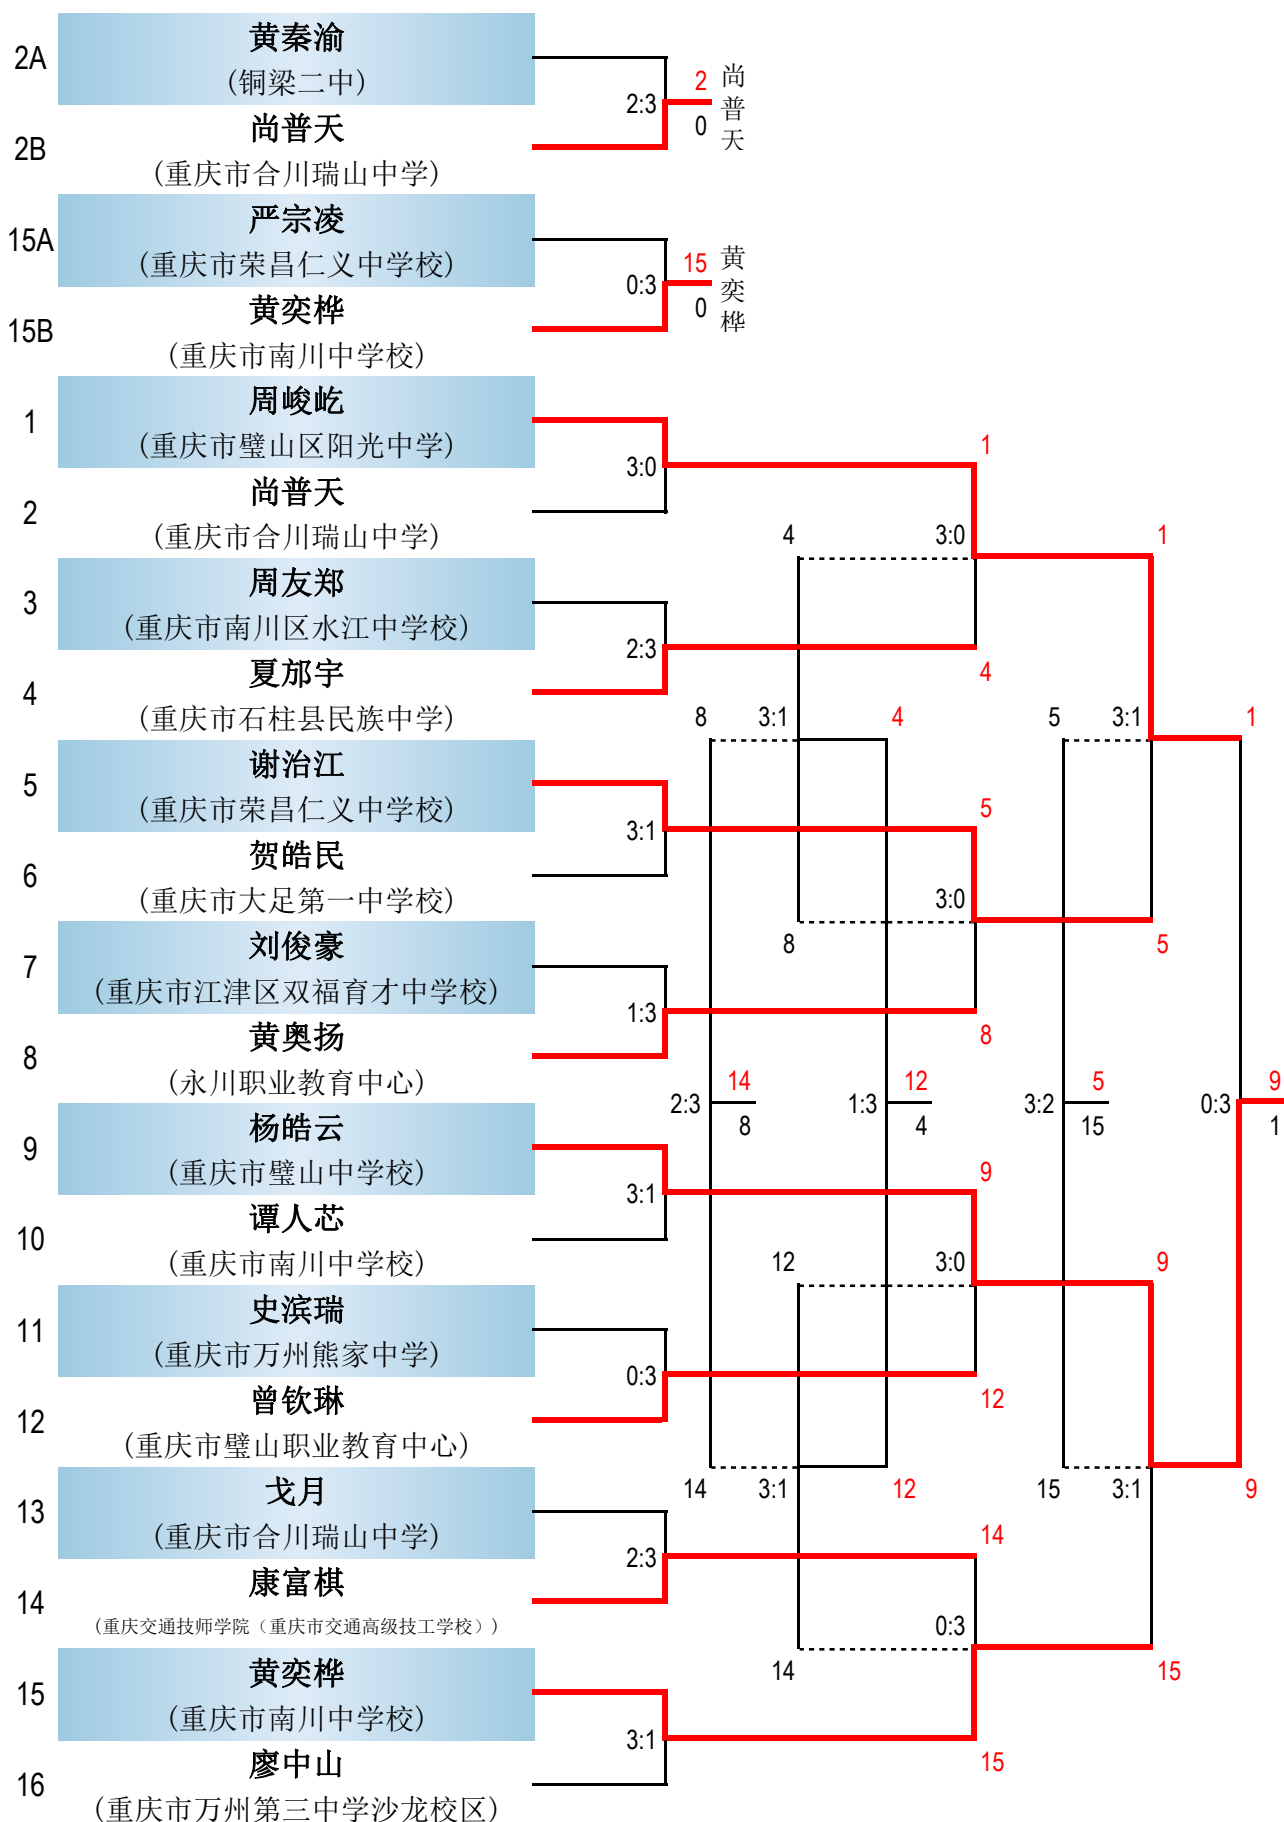 2A
黄秦渝
(铜梁二中)
2:3
2
0
尚普天
2B
尚普天
(重庆市合川瑞山中学)
15A
严宗凌
(重庆市荣昌仁义中学校)
0:3
15
0
黄奕桦
15B
黄奕桦
(重庆市南川中学校)
1
周峻屹
(重庆市璧山区阳光中学)
3:0
1
2
尚普天
(重庆市合川瑞山中学)
4
3:0
1
3
周友郑
(重庆市南川区水江中学校)
2:3
4
4
夏邡宇
(重庆市石柱县民族中学)
8
3:1
4
5
3:1
1
5
谢治江
(重庆市荣昌仁义中学校)
3:1
5
6
贺皓民
(重庆市大足第一中学校)
3:0
8
5
7
刘俊豪
(重庆市江津区双福育才中学校)
1:3
8
8
黄奥扬
(永川职业教育中心)
2:3
14
8
1:3
12
4
3:2
5
15
0:3
9
1
9
杨皓云
(重庆市璧山中学校)
3:1
9
10
谭人芯
(重庆市南川中学校)
12
3:0
9
11
史滨瑞
(重庆市万州熊家中学)
0:3
12
12
曾钦琳
(重庆市璧山职业教育中心)
14
3:1
12
15
3:1
9
13
戈月
(重庆市合川瑞山中学)
2:3
14
14
康富棋
(重庆交通技师学院（重庆市交通高级技工学校）)
0:3
14
15
15
黄奕桦
(重庆市南川中学校)
3:1
15
16
廖中山
(重庆市万州第三中学沙龙校区)